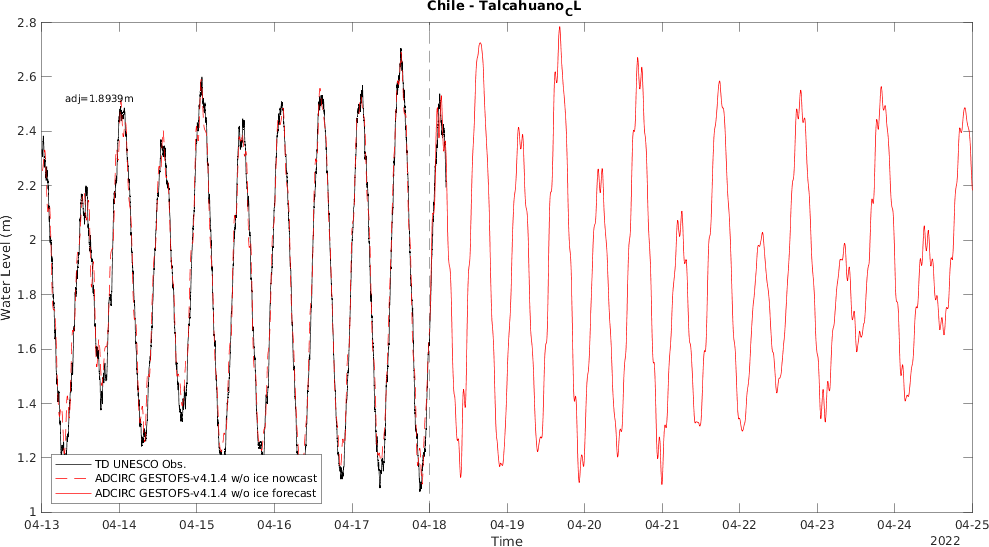 Chile - Talcahuano_CL
2.8
2.6
2.4
2.2
2
1.8
1.6
1.4
1.2
1
Water Level (m)
adj=1.8939m
TD UNESCO Obs.
ADCIRC GESTOFS-v4.1.4 w/o ice nowcast
ADCIRC GESTOFS-v4.1.4 w/o ice forecast
04-13 04-14 04-15 04-16 04-17 04-18 04-19 04-20 04-21 04-22 04-23 04-24 04-25
Time
2022